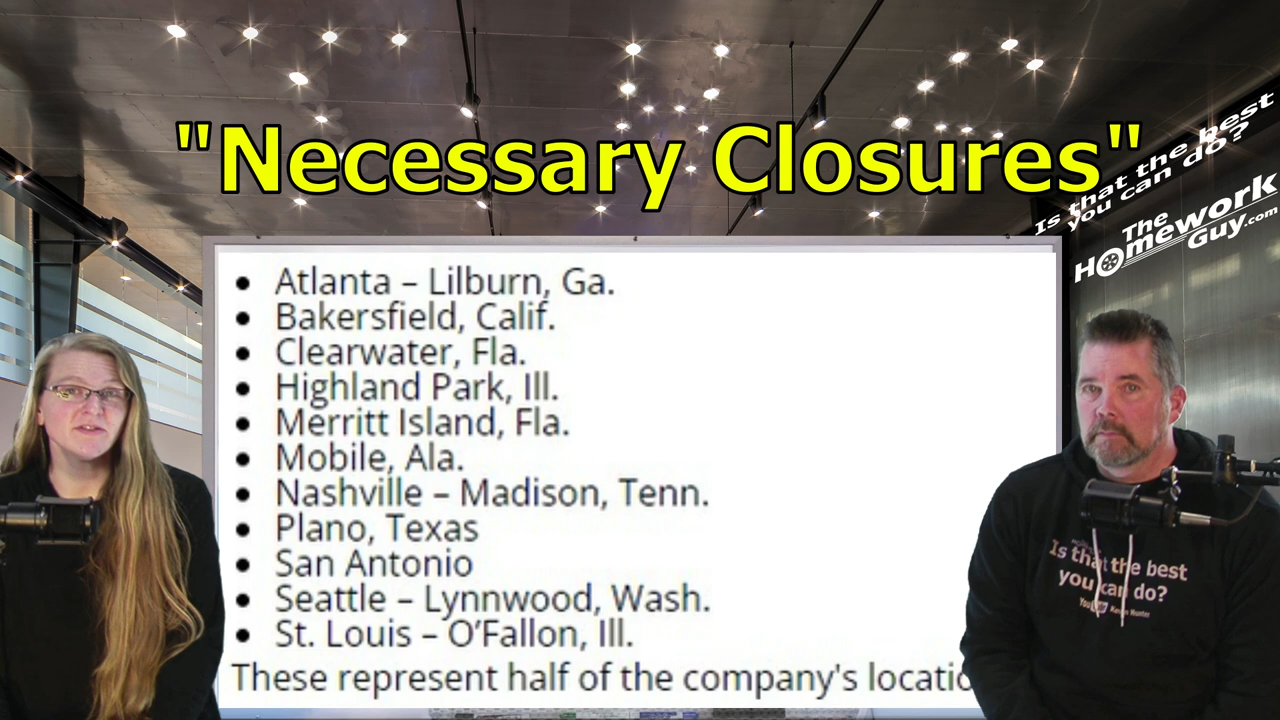 "Necessary Closures"
Is that the best
you can do?
The
Homework
Guy.com
• Atlanta – Lilburn, Ga.
• Bakersfield, Calif.
• Clearwater, Fla.
• Highland Park, Ill.
• Merritt Island, Fla.
• Mobile, Ala.
• Nashville – Madison, Tenn.
• Plano, Texas
• San Antonio
• Seattle – Lynnwood, Wash.
• St. Louis – O'Fallon, Ill.
These represent half of the company's locatio
Is that the best
you can do?
Hunter